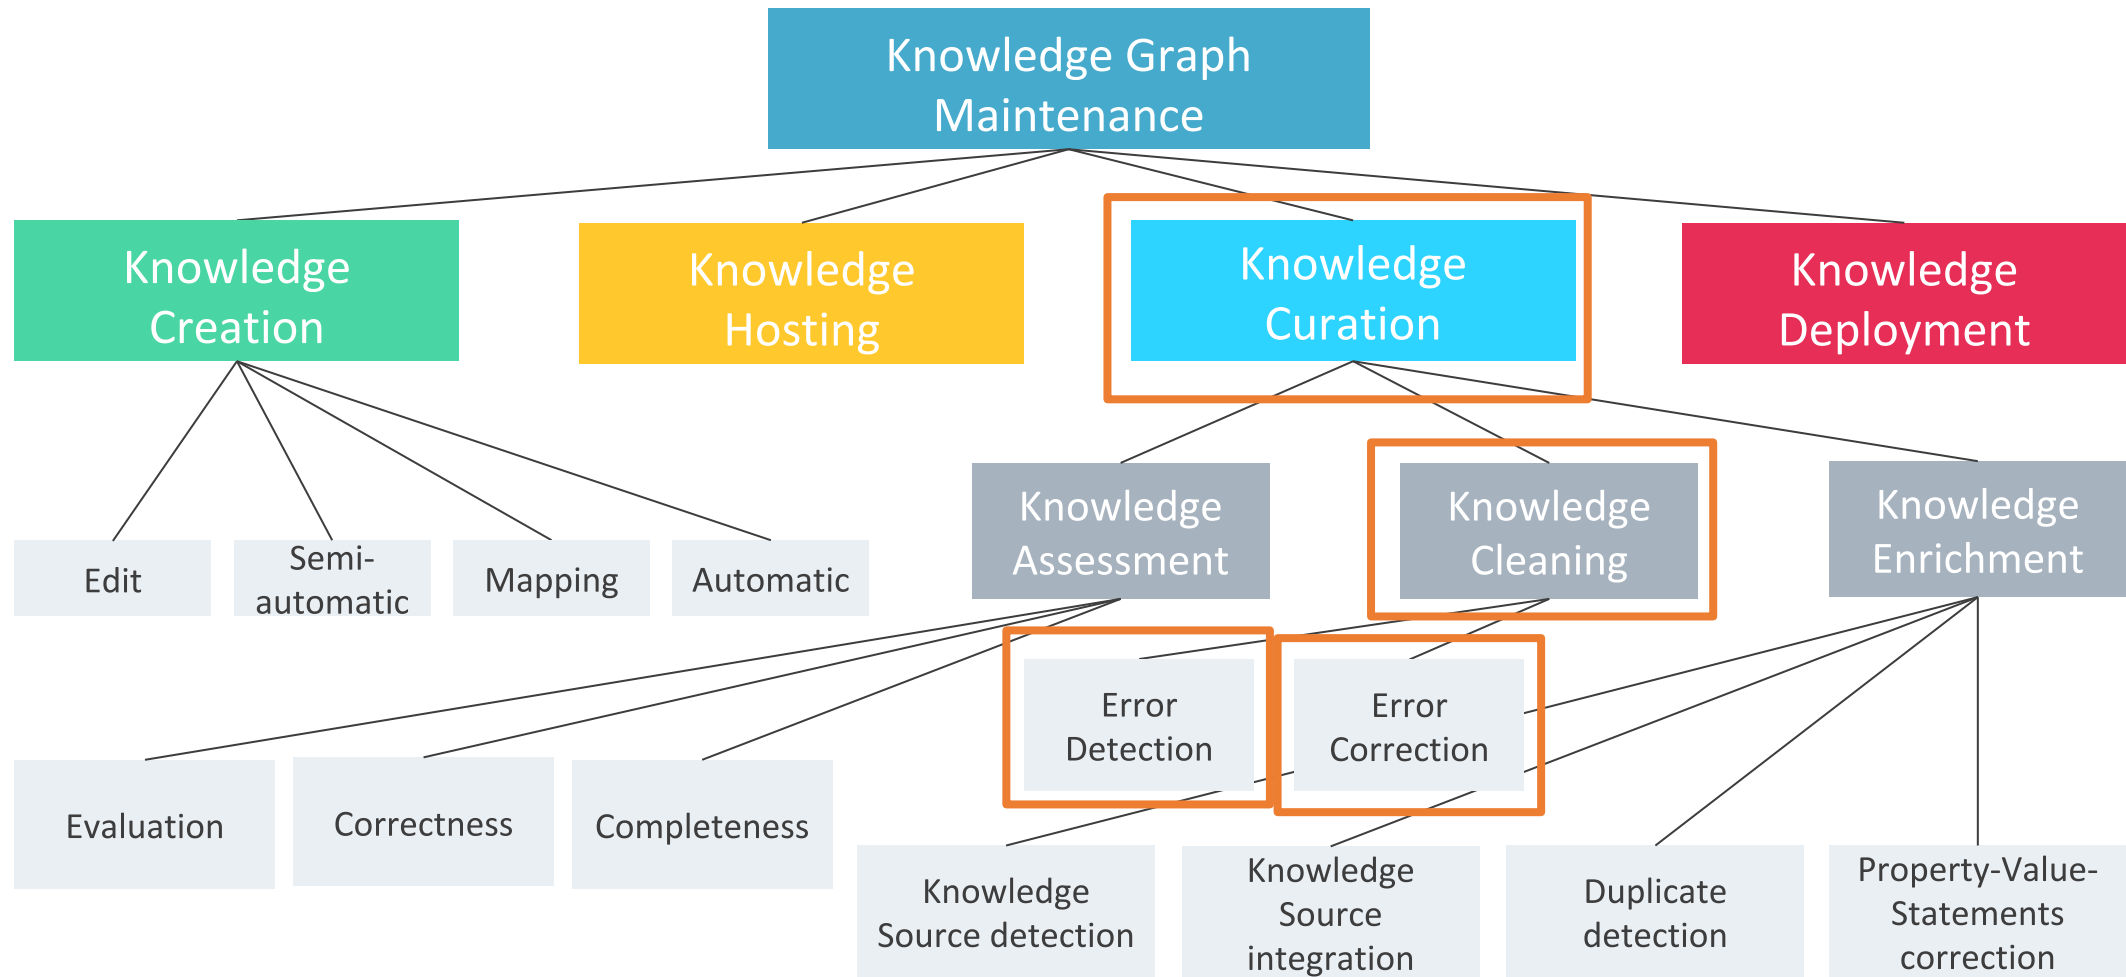 Knowledge Graph
Maintenance
Knowledge
Creation
Knowledge
Hosting
Knowledge
Curation
Knowledge
Deployment
Edit
Semi-
automatic
Mapping
Automatic
Knowledge
Assessment
Knowledge
Cleaning
Knowledge
Enrichment
Evaluation
Correctness
Completeness
Error
Detection
Error
Correction
Knowledge
Source detection
Knowledge
Source
integration
Duplicate
detection
Property-Value-
Statements
correction